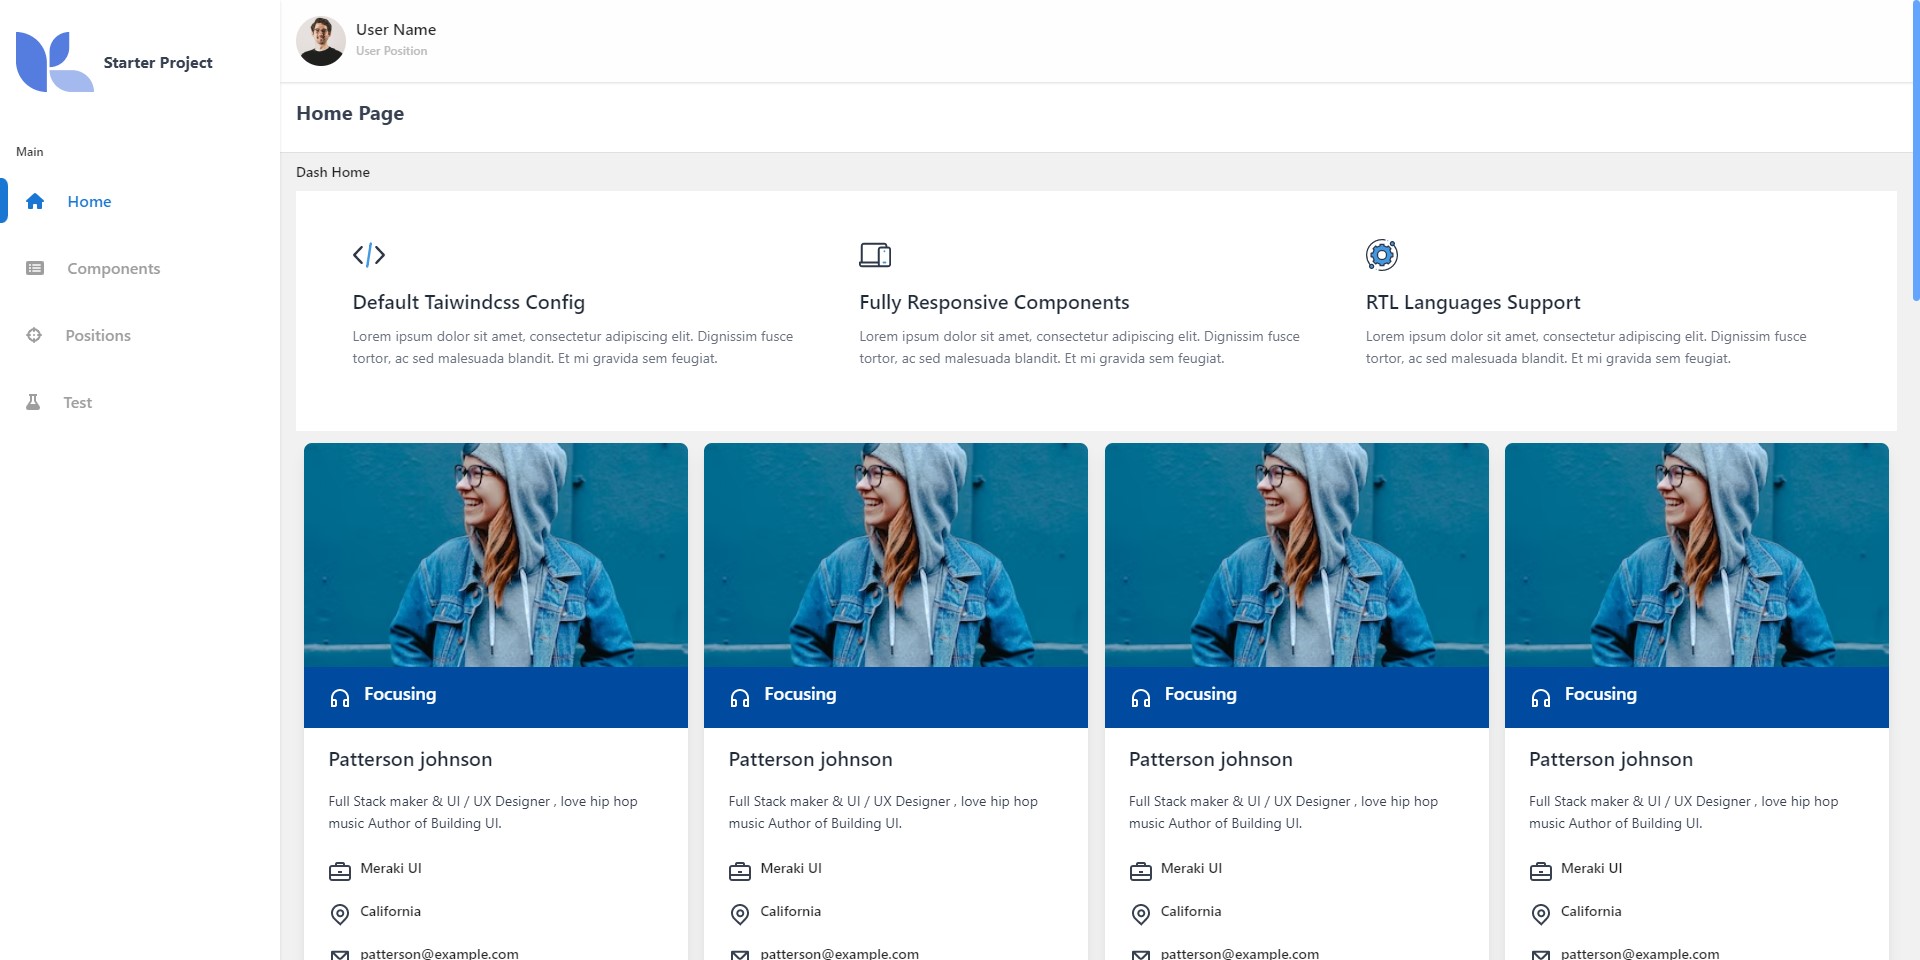 Starter Project
Main
Home
Components
Positions
Test
User Name
User Position
Home Page
Dash Home
Default Taiwindcss Config
Lorem ipsum dolor sit amet, consectetur adipiscing elit. Dignissim fusce
tortor, ac sed malesuada blandit. Et mi gravida sem feugiat.
Fully Responsive Components
Lorem ipsum dolor sit amet, consectetur adipiscing elit. Dignissim fusce
tortor, ac sed malesuada blandit. Et mi gravida sem feugiat.
RTL Languages Support
Lorem ipsum dolor sit amet, consectetur adipiscing elit. Dignissim fusce
tortor, ac sed malesuada blandit. Et mi gravida sem feugiat.
Focusing
Patterson johnson
Full Stack maker & UI / UX Designer , love hip hop
music Author of Building UI.
Meraki UI
California
patterson@example.com
Focusing
Patterson johnson
Full Stack maker & UI / UX Designer , love hip hop
music Author of Building UI.
Meraki UI
California
patterson@example.com
Focusing
Patterson johnson
Full Stack maker & UI / UX Designer , love hip hop
music Author of Building UI.
Meraki UI
California
patterson@example.com
Focusing
Patterson johnson
Full Stack maker & UI / UX Designer , love hip hop
music Author of Building UI.
Meraki UI
California
patterson@example.com